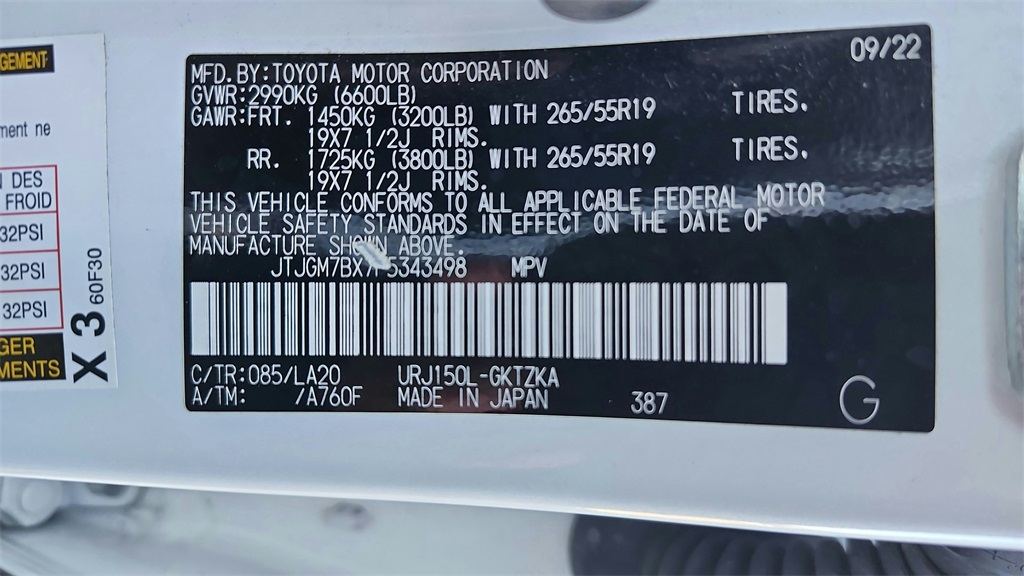 GEMENT
ment ne
N DES
FROID
32PSI
32PSI
32PSI
GER
MENTS
X 3
60F30
09/22
MFD.BY:TOYOTA MOTOR CORPORATION
GVWR:2990KG (6600LB)
GAWR:FRT. 1450KG (3200LB) WITH 265/55R19 TIRES.
19X7 1/2J RIMS.
RR. 1725KG (3800LB) WITH 265/55R19 TIRES.
19X7 1/2J RIMS.
THIS VEHICLE CONFORMS TO ALL APPLICABLE FEDERAL MOTOR
VEHICLE SAFETY STANDARDS IN EFFECT ON THE DATE OF
MANUFACTURE SHOWN ABOVE.
JTJGM7BX7P5343498 MPV
C/TR:085/LA20 URJ150L-GKTZKA
A/TM: /A760F MADE IN JAPAN 387
G